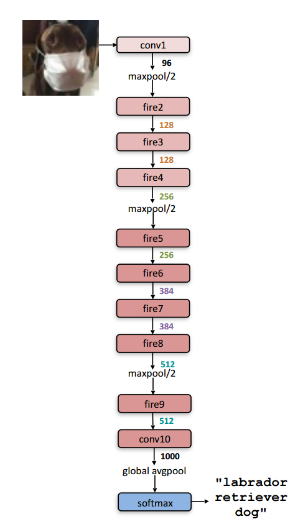 conv1
96
maxpool/2
fire2
128
fire3
128
fire4
256
maxpool/2
fire5
256
fire6
384
fire7
384
fire8
512
maxpool/2
fire9
512
conv10
1000
global avgpool
softmax
"labrador
retriever
dog"